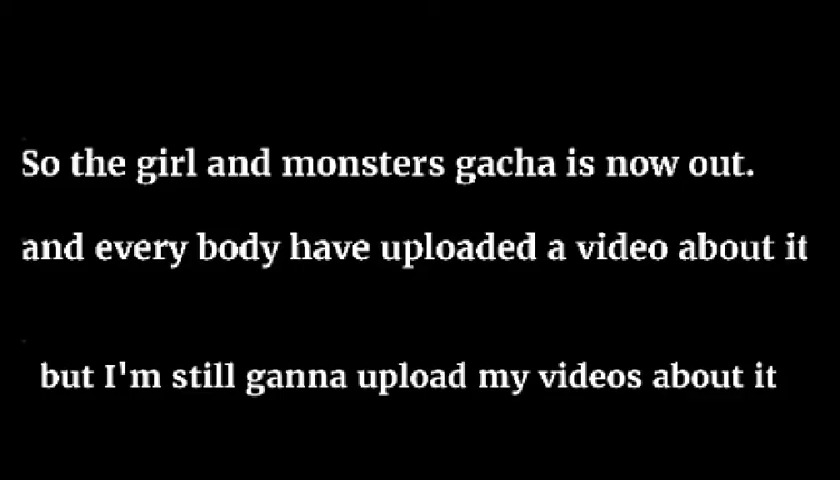 So the girl and monsters gacha is now out.
and every body have uploaded a video about it
but I'm still ganna upload my videos about it